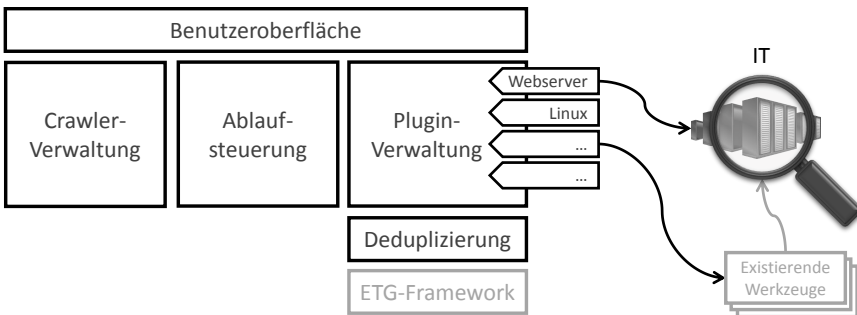 Benutzeroberfläche
Crawler-
Verwaltung
Ablauf-
steuerung
Plugin-
Verwaltung
Webserver
Linux
...
...
IT
Deduplizierung
ETG-Framework
Existierende
Werkzeuge